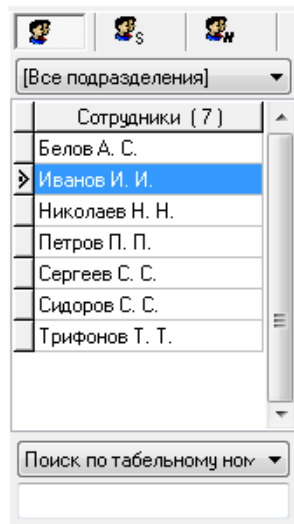 S
N
[Все подразделения]
Сотрудники ( 7 )
Белов А. С.
Иванов И. И.
Николаев Н. Н.
Петров П. П.
Сергеев С. С.
Сидоров С. С.
Трифонов Т. Т.
Поиск по табельному ном